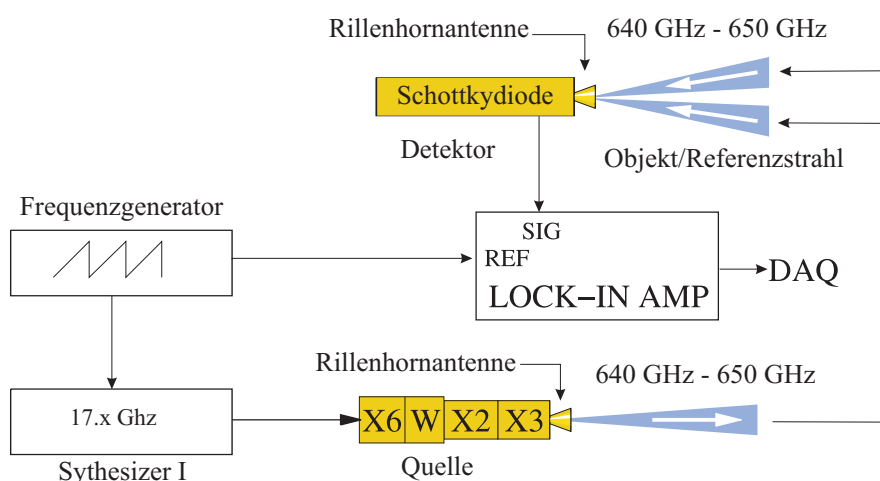 Rillenhornantenne
640 GHz - 650 GHz
Schottkydiode
Detektor
Objekt/Referenzstrahl
Frequenzgenerator
SIG
REF
LOCK-IN AMP
DAQ
Rillenhornantenne
640 GHz - 650 GHz
17.x Ghz
X6 W X2 X3
Sythesizer I
Quelle